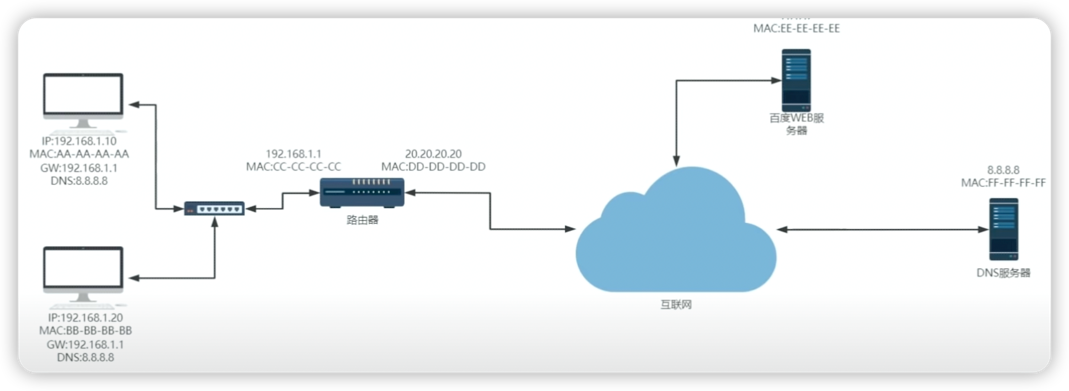 MAC:EE-EE-EE-EE
百度WEB服
务器
IP:192.168.1.10
MAC:AA-AA-AA-AA
GW:192.168.1.1
DNS:8.8.8.8
192.168.1.1
MAC:CC-CC-CC-CC
20.20.20.20
MAC:DD-DD-DD-DD
路由器
8.8.8.8
MAC:FF-FF-FF-FF
DNS服务器
互联网
IP:192.168.1.20
MAC:BB-BB-BB-BB
GW:192.168.1.1
DNS:8.8.8.8